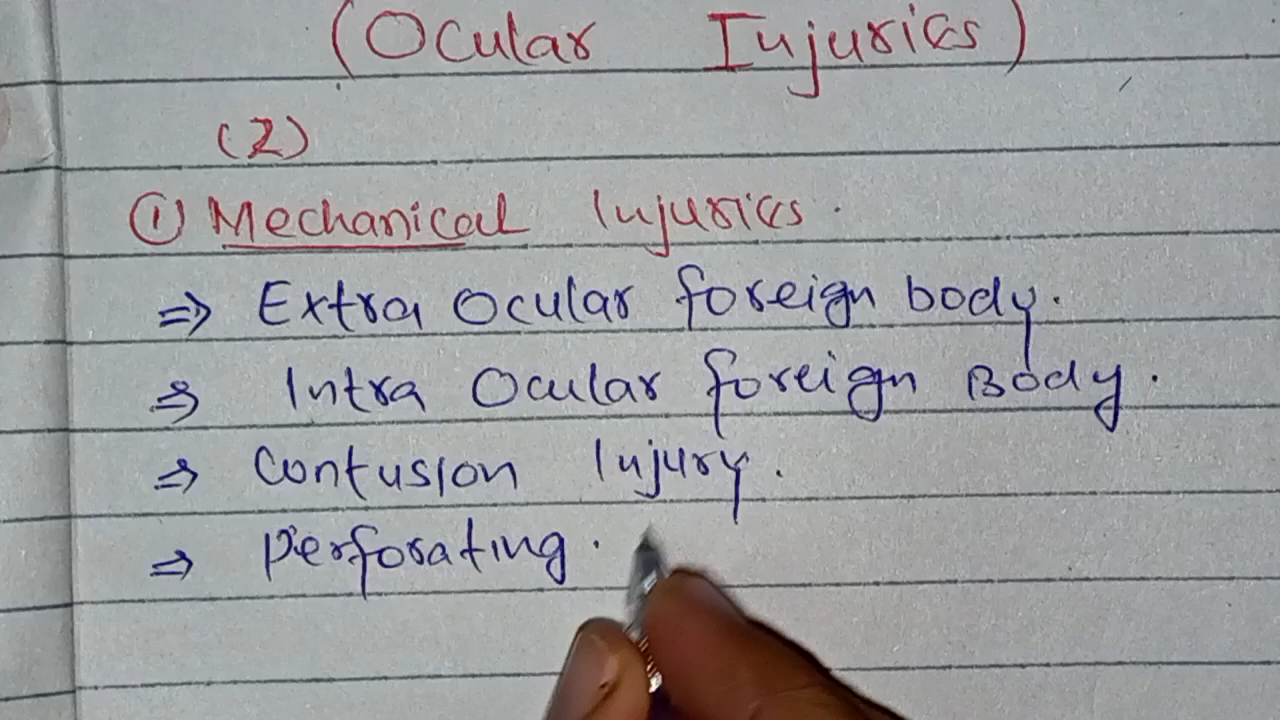 (Ocular Injuries)
(2)
① Mechanical Injuries.
⇒ Extra Ocular foreign body.
⇒ Intra Ocular foreign Body.
⇒ Contusion Injury.
⇒ Perforating.